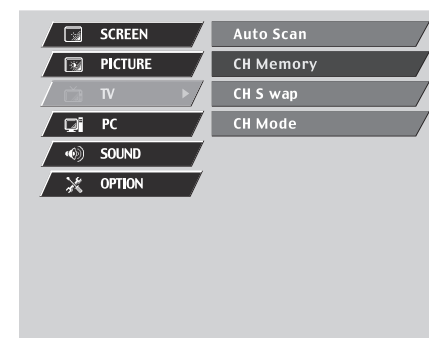 SCREEN
PICTURE
TV
PC
SOUND
OPTION
Auto Scan
CH Memory
CH S wap
CH Mode